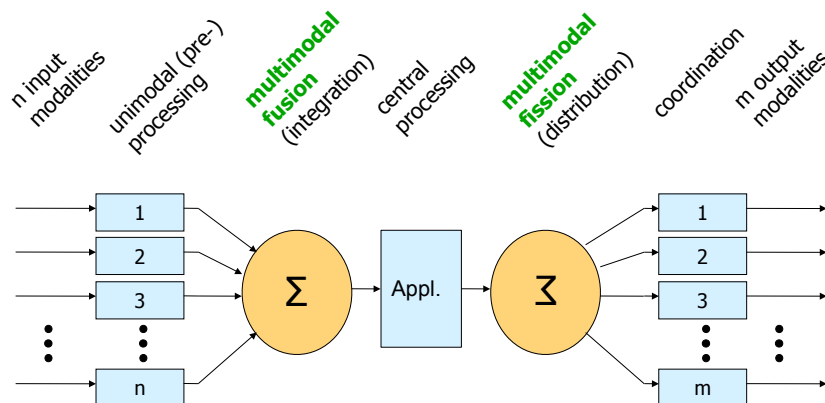 n input
modalities
unimodal (pre-)
processing
multimodal
fusion
(integration)
central
processing
multimodal
fission
(distribution)
coordination
m output
modalities
1
2
3
n
Σ
Appl.
Σ
1
2
3
m